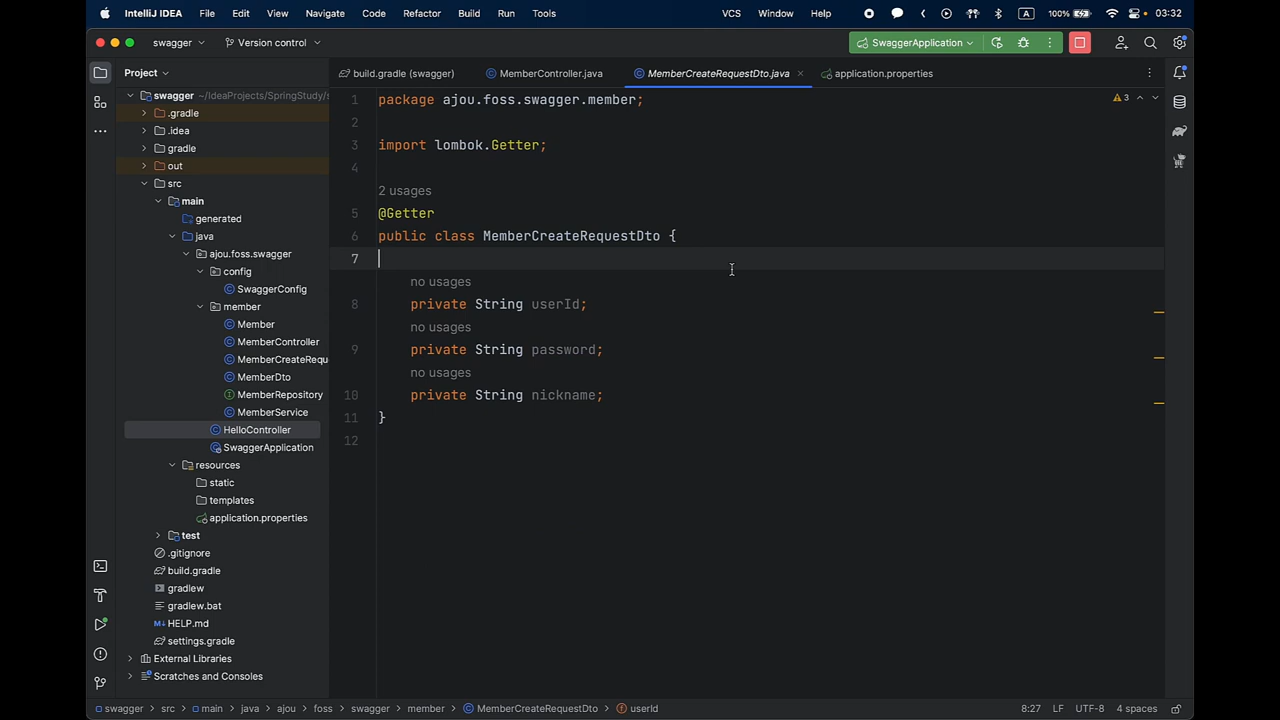 IntelliJ IDEA File Edit View Navigate Code Refactor Build Run Tools VCS Window Help A 100% 03:32
swagger Version control SwaggerApplication
Project
build.gradle (swagger) MemberController.java MemberCreateRequestDto.java application.properties
swagger ~/IdeaProjects/SpringStudy/s
.gradle
.idea
gradle
out
src
main
generated
java
ajou.foss.swagger
config
SwaggerConfig
member
Member
MemberController
MemberCreateRequ
MemberDto
MemberRepository
MemberService
HelloController
SwaggerApplication
resources
static
templates
application.properties
test
.gitignore
build.gradle
gradlew
gradlew.bat
HELP.md
settings.gradle
External Libraries
Scratches and Consoles
1 package ajou.foss.swagger.member;
3
2
3 import lombok.Getter;
4
2 usages
5 @Getter
6 public class MemberCreateRequestDto {
7
no usages
8 private String userId;
no usages
9 private String password;
no usages
10 private String nickname;
11 }
12
swagger > src > main > java > ajou > foss > swagger > member > MemberCreateRequestDto > userId 8:27 LF UTF-8 4 spaces